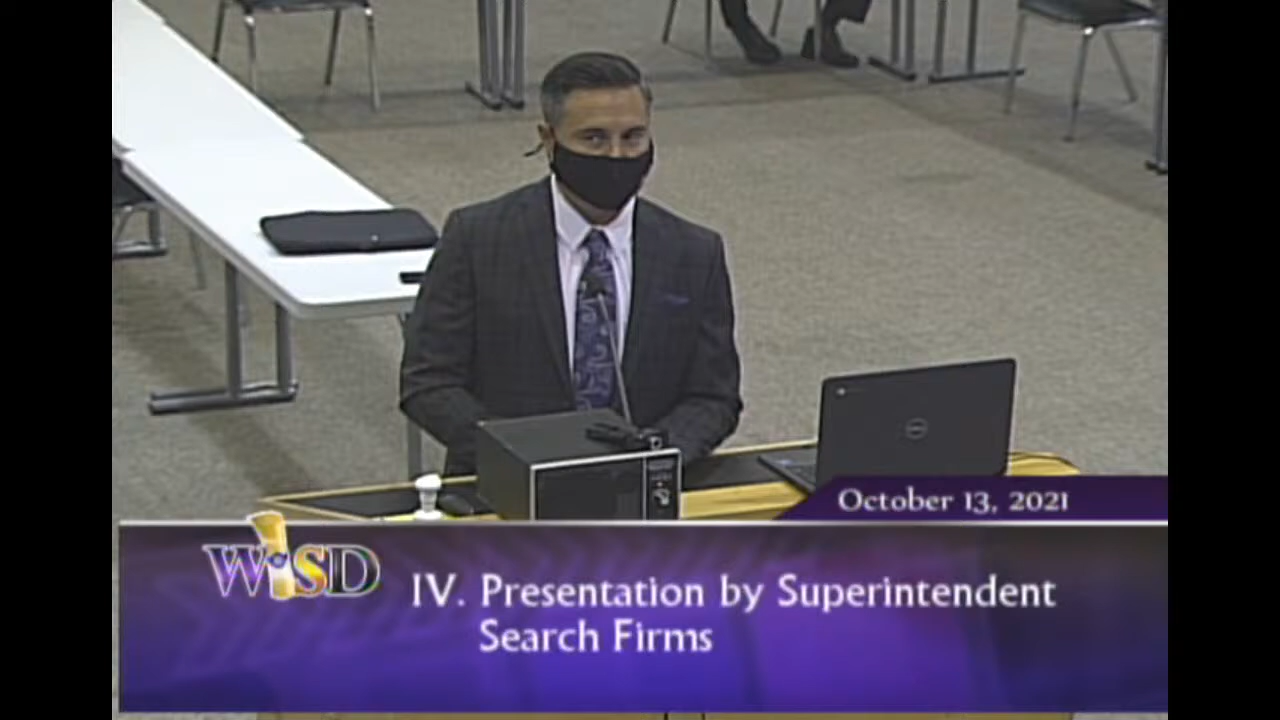 October 13, 2021
WISD
IV. Presentation by Superintendent
Search Firms